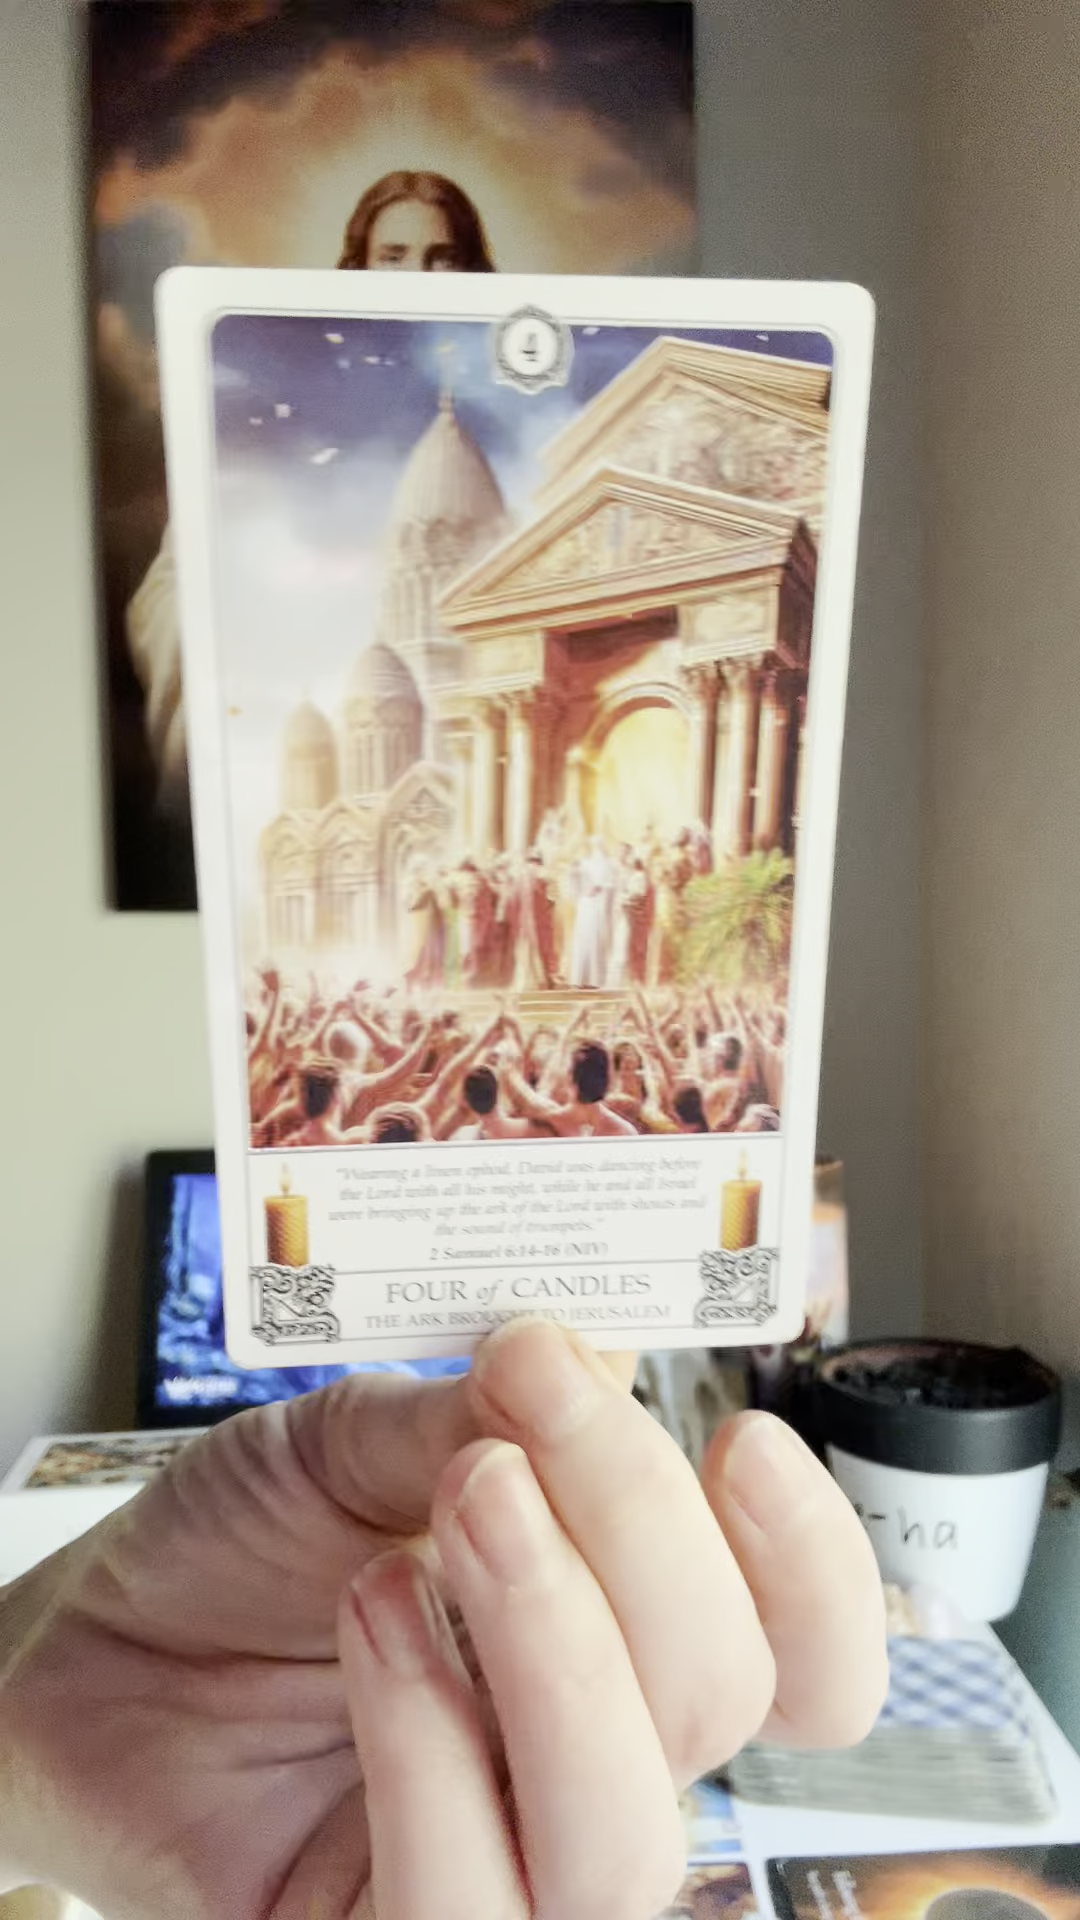 4
"Wearing a linen ephod, David was dancing before
the Lord with all his might, while he and all Israel
were bringing up the ark of the Lord with shouts and
the sound of trumpets."
2 Samuel 6:14-16 (NIV)
FOUR of CANDLES
THE ARK BROUGHT TO JERUSALEM
-ha